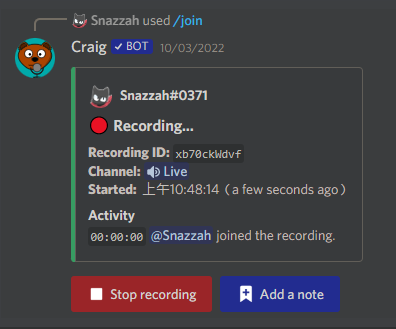 Snazzah used /join
Craig ✓ BOT 10/03/2022
Snazzah#0371
Recording...
Recording ID: xb70ckWdvf
Channel: Live
Started: 上午10:48:14 (a few seconds ago)
Activity
00:00:00 @Snazzah joined the recording.
Stop recording Add a note